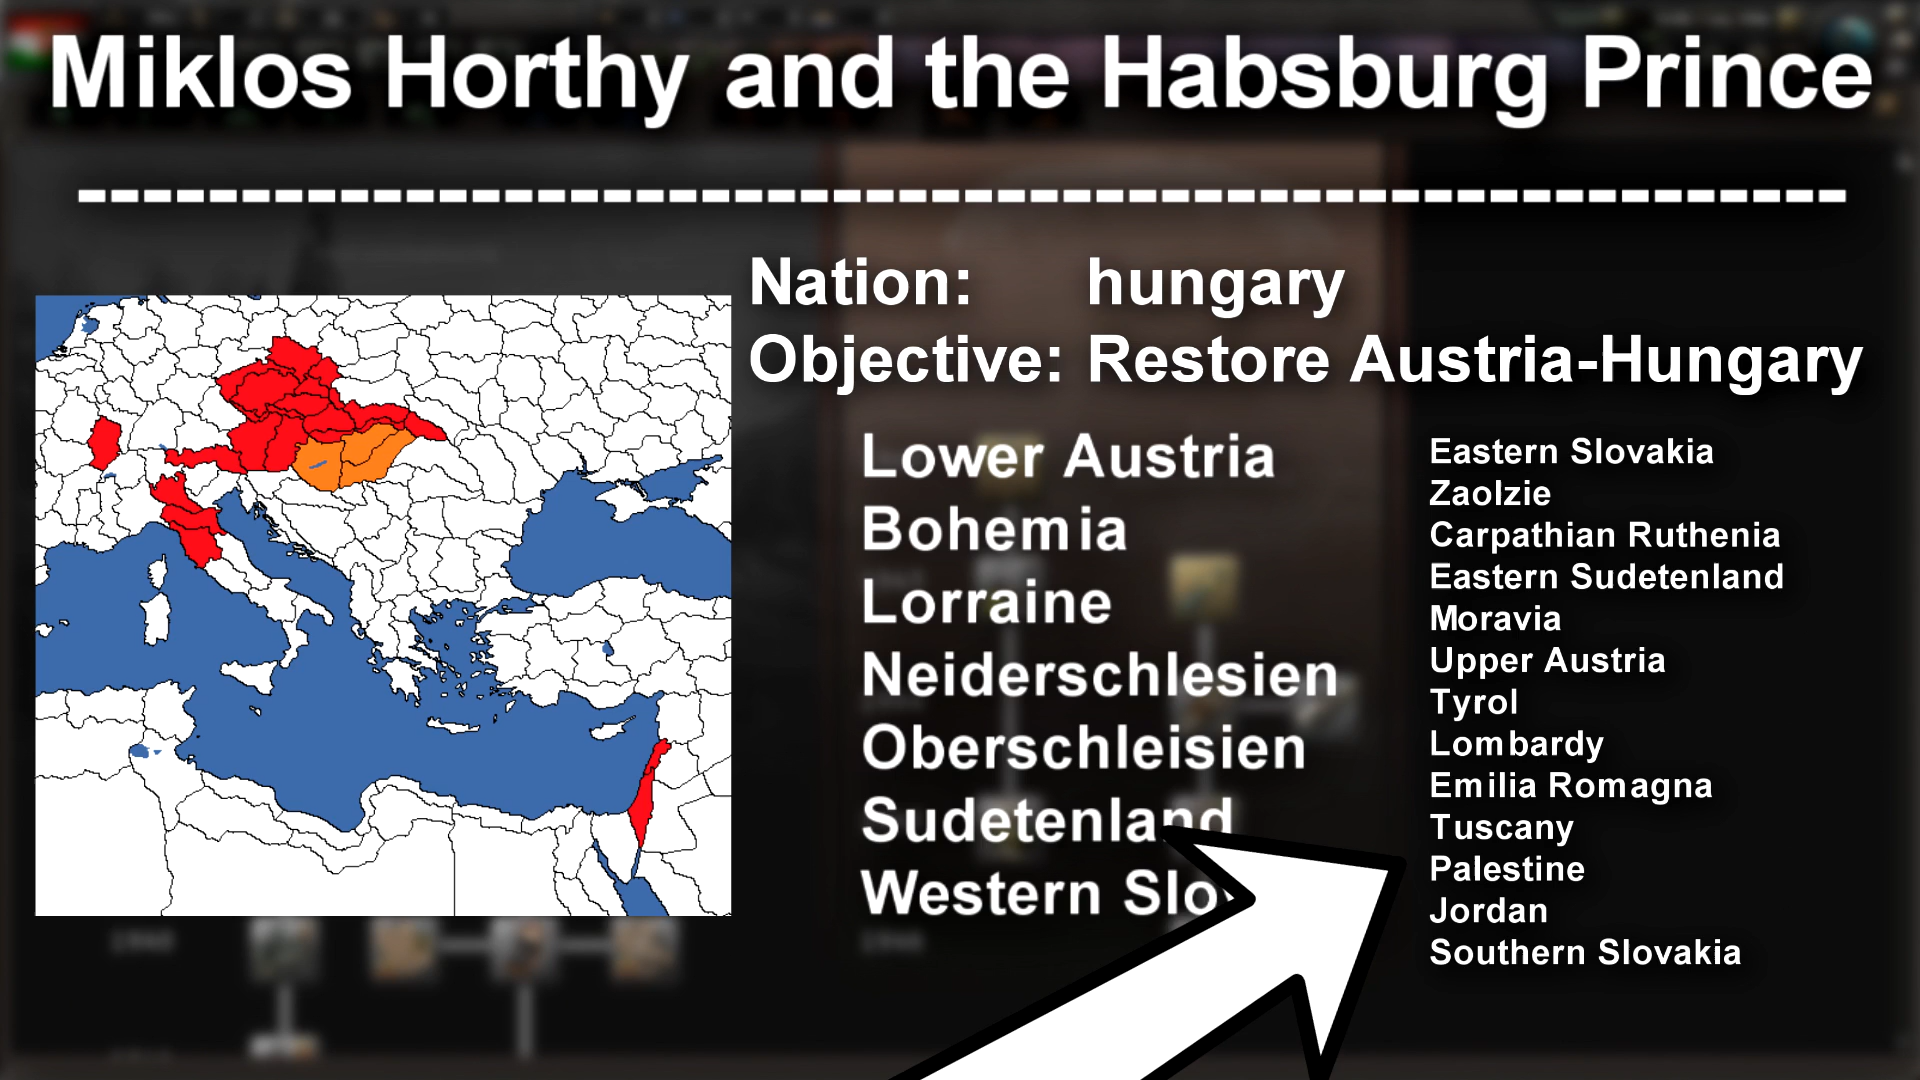 Miklos Horthy and the Habsburg Prince
------------------------------------------------------
Nation: hungary
Objective: Restore Austria-Hungary
Lower Austria
Bohemia
Lorraine
Neiderschlesien
Oberschleisien
Sudetenland
Western Slo
Eastern Slovakia
Zaolzie
Carpathian Ruthenia
Eastern Sudetenland
Moravia
Upper Austria
Tyrol
Lombardy
Emilia Romagna
Tuscany
Palestine
Jordan
Southern Slovakia